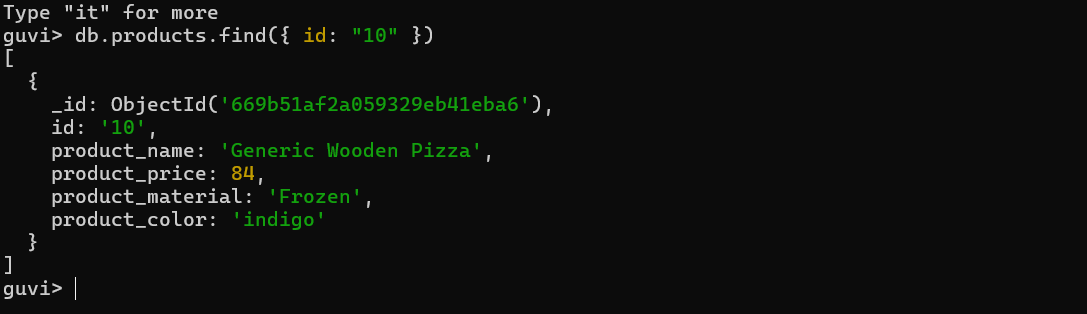 Type "it" for more
guvi> db.products.find({ id: "10" })
[
  {
    _id: ObjectId('669b51af2a059329eb41eba6'),
    id: '10',
    product_name: 'Generic Wooden Pizza',
    product_price: 84,
    product_material: 'Frozen',
    product_color: 'indigo'
  }
]
guvi>